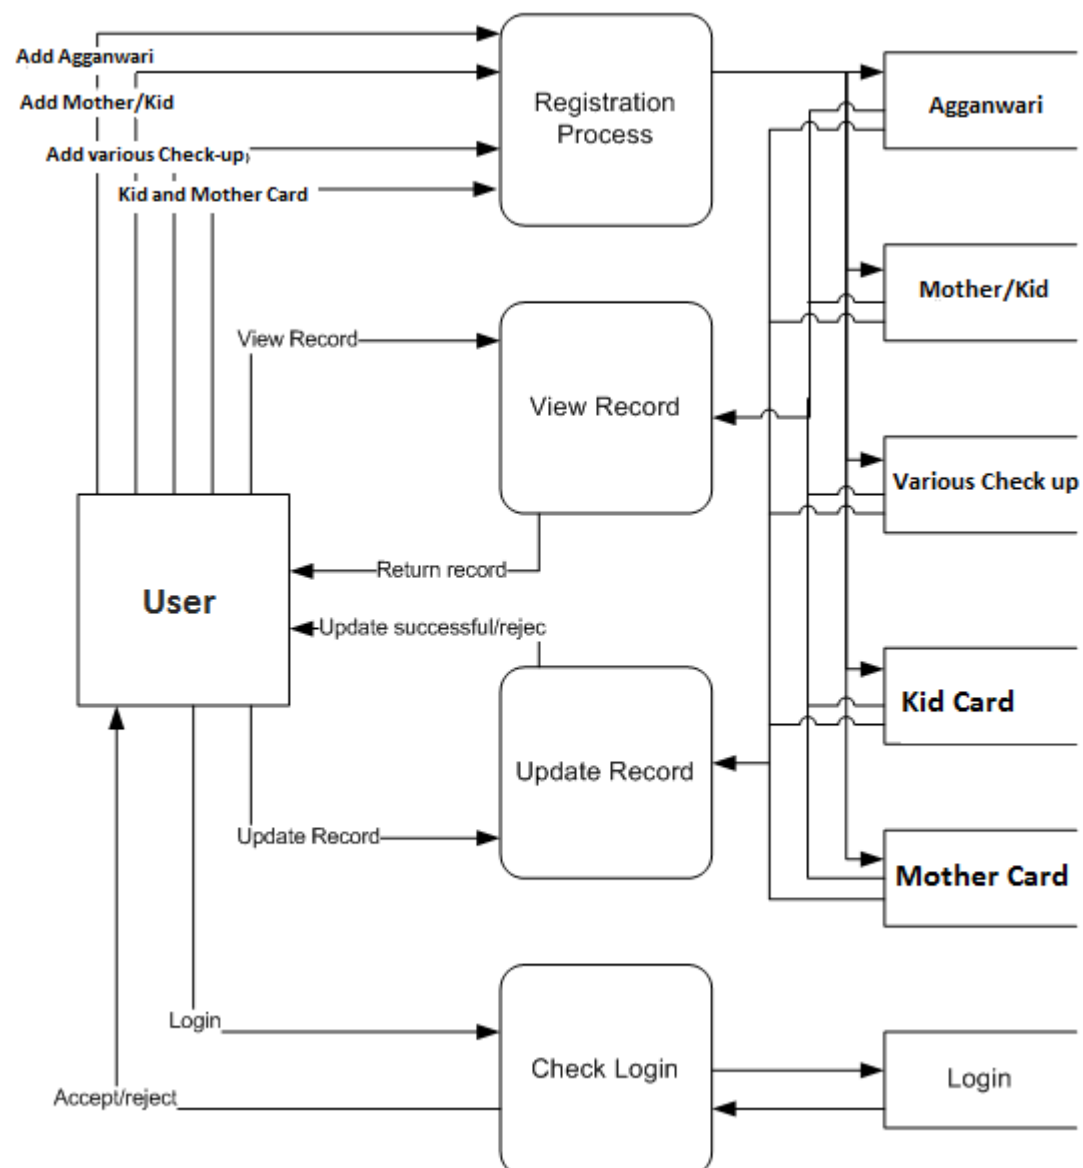 Add Agganwari
Add Mother/Kid
Add various Check-up)
Kid and Mother Card
Registration
Process
Agganwari
Mother/Kid
View Record
View Record
Various Check up
Return record
User
Update successful/rejec
Kid Card
Update Record
Update Record
Mother Card
Login
Check Login
Login
Accept/reject